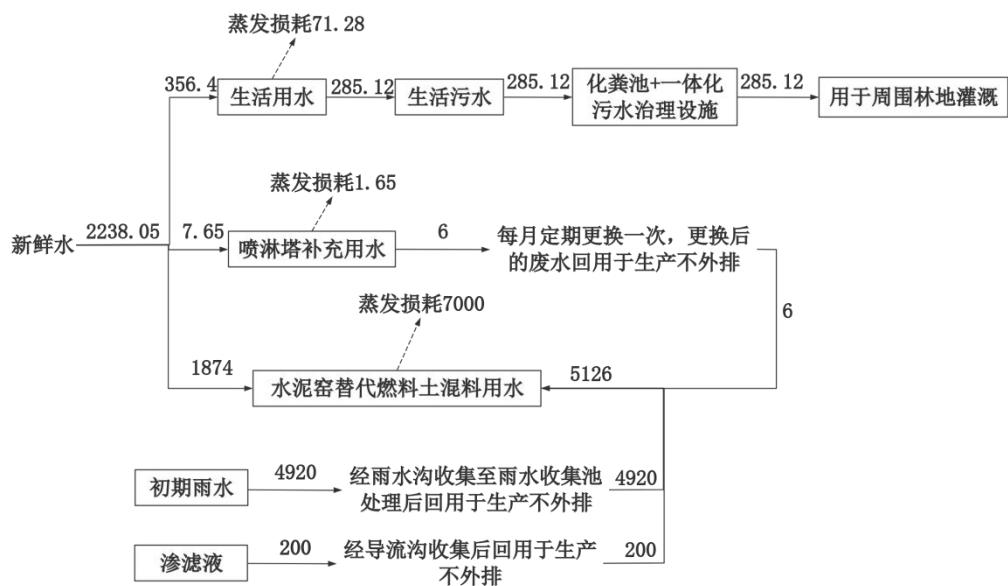 蒸发损耗71.28
356.4
生活用水
285.12
生活污水
285.12
化粪池+一体化
污水治理设施
285.12
用于周围林地灌溉
蒸发损耗1.65
新鲜水
2238.05
7.65
喷淋塔补充用水
6
每月定期更换一次，更换后
的废水回用于生产不外排
蒸发损耗7000
6
1874
水泥窑替代燃料土混料用水
5126
初期雨水
4920
经雨水沟收集至雨水收集池
处理后回用于生产不外排
4920
渗滤液
200
经导流沟收集后回用于生产
不外排
200